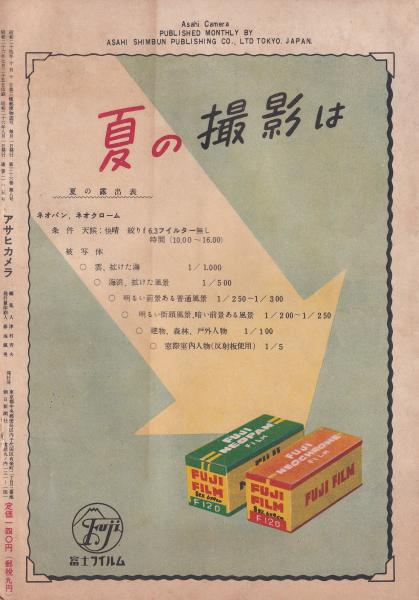 Asahi Camera
PUBLISHED MONTHLY BY
ASAHI SHIMBUN PUBLISHING CO., LTD TOKYO. JAPAN.
夏の撮影は
夏の露出表
ネオパン、ネオクローム
条件 天候；快晴 絞りf6.3フイルター無し
時間 (10.00～16.00)
被写体
○ 雲、拡けた海 1/1.000
○ 海浜、拡けた風景 1/500
○ 明るい前景ある普通風景 1/250～1/300
○ 明るい街頭風景、暗い前景ある風景 1/200～1/250
○ 建物、森林、戸外人物 1/100
○ 窓際室内人物(反射板使用) 1/5
FUJI
NEOPAN
FILM
FUJI
FILM
F120
FUJI
NEOCHROME
FILM
FUJI
FILM
F120
FUJI FILM
Fuji
富士フイルム
アサヒカメラ
定価一四〇円(郵税九円)